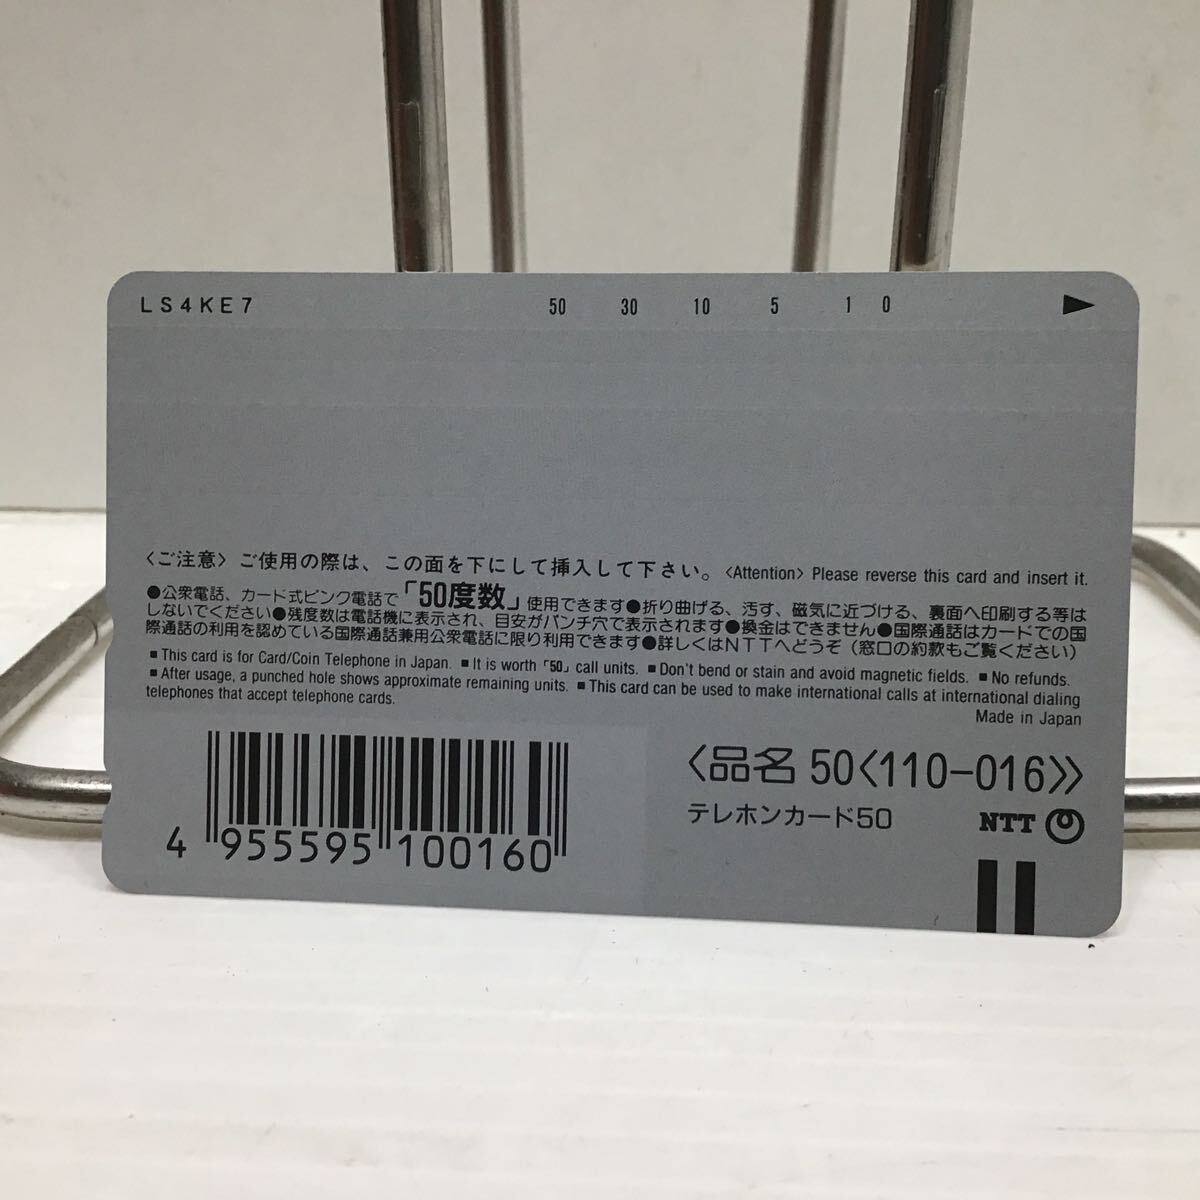 LS4KE7 50 30 10 5 1 0
〈ご注意〉ご使用の際は、この面を下にして挿入して下さい。〈Attention〉Please reverse this card and insert it.
●公衆電話、カード式ピンク電話で「50度数」使用できます●折り曲げる、汚す、磁気に近づける、裏面へ印刷する等は
しないでください●残度数は電話機に表示され、目安がパンチ穴で表示されます●換金はできません●国際通話はカードでの国
際通話の利用を認めている国際通話兼用公衆電話に限り利用できます●詳しくはNTTへどうぞ（窓口の約款もご覧ください）
■This card is for Card/Coin Telephone in Japan. ■It is worth「50」call units. ■Don't bend or stain and avoid magnetic fields. ■No refunds.
■After usage, a punched hole shows approximate remaining units. ■This card can be used to make international calls at international dialing
telephones that accept telephone cards.
Made in Japan
〈品名 50〈110-016〉〉
テレホンカード50
NTT
4 955595 100160